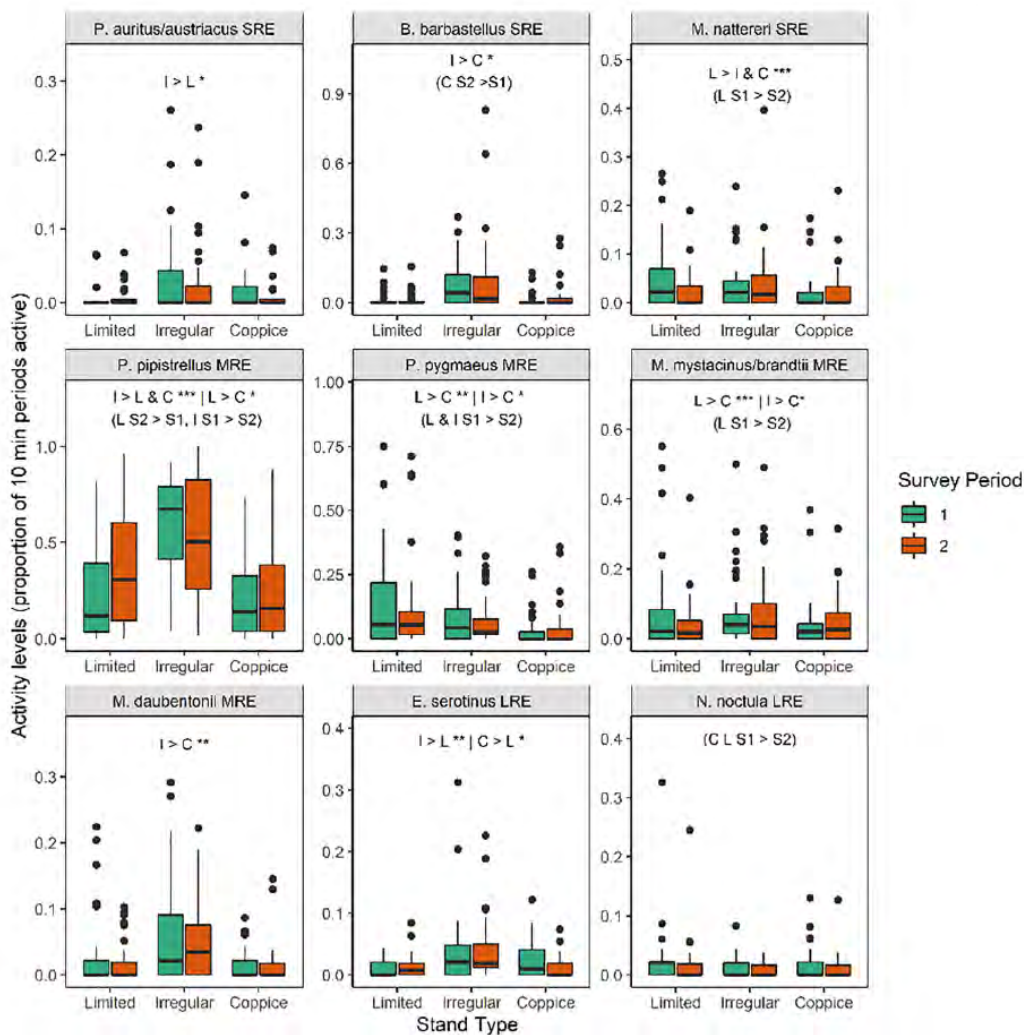 P. auritus/austriacus SRE
I > L *
0.3
0.2
0.1
0.0
Limited Irregular Coppice
B. barbastellus SRE
I > C *
(C S2 >S1)
0.9
0.6
0.3
0.0
Limited Irregular Coppice
M. nattereri SRE
L > I & C ***
(L S1 > S2)
0.5
0.4
0.3
0.2
0.1
0.0
Limited Irregular Coppice
P. pipistrellus MRE
I > L & C *** | L > C *
(L S2 > S1, I S1 > S2)
1.0
0.5
0.0
Limited Irregular Coppice
P. pygmaeus MRE
L > C ** | I > C *
(L & I S1 > S2)
1.00
0.75
0.50
0.25
0.00
Limited Irregular Coppice
M. mystacinus/brandtii MRE
L > C *** | I > C*
(L S1 > S2)
0.6
0.4
0.2
0.0
Limited Irregular Coppice
M. daubentonii MRE
I > C **
0.3
0.2
0.1
0.0
Limited Irregular Coppice
E. serotinus LRE
I > L ** | C > L *
0.4
0.3
0.2
0.1
0.0
Limited Irregular Coppice
N. noctula LRE
(C L S1 > S2)
0.4
0.3
0.2
0.1
0.0
Limited Irregular Coppice
Activity levels (proportion of 10 min periods active)
Stand Type
Survey Period
1
2